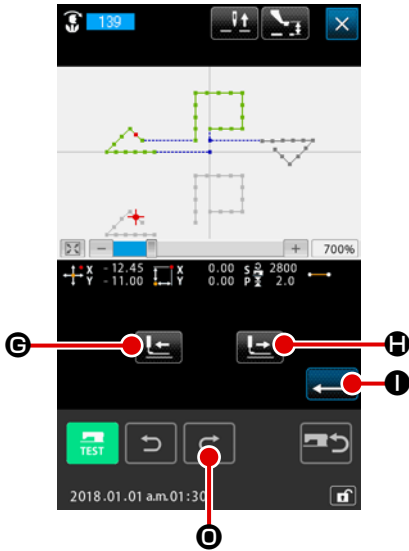 139
700%
X -12.45 X 0.00 S 2800
Y -11.00 Y 0.00 P 2.0
G
H
I
TEST
2018.01.01 a.m.01:30
O